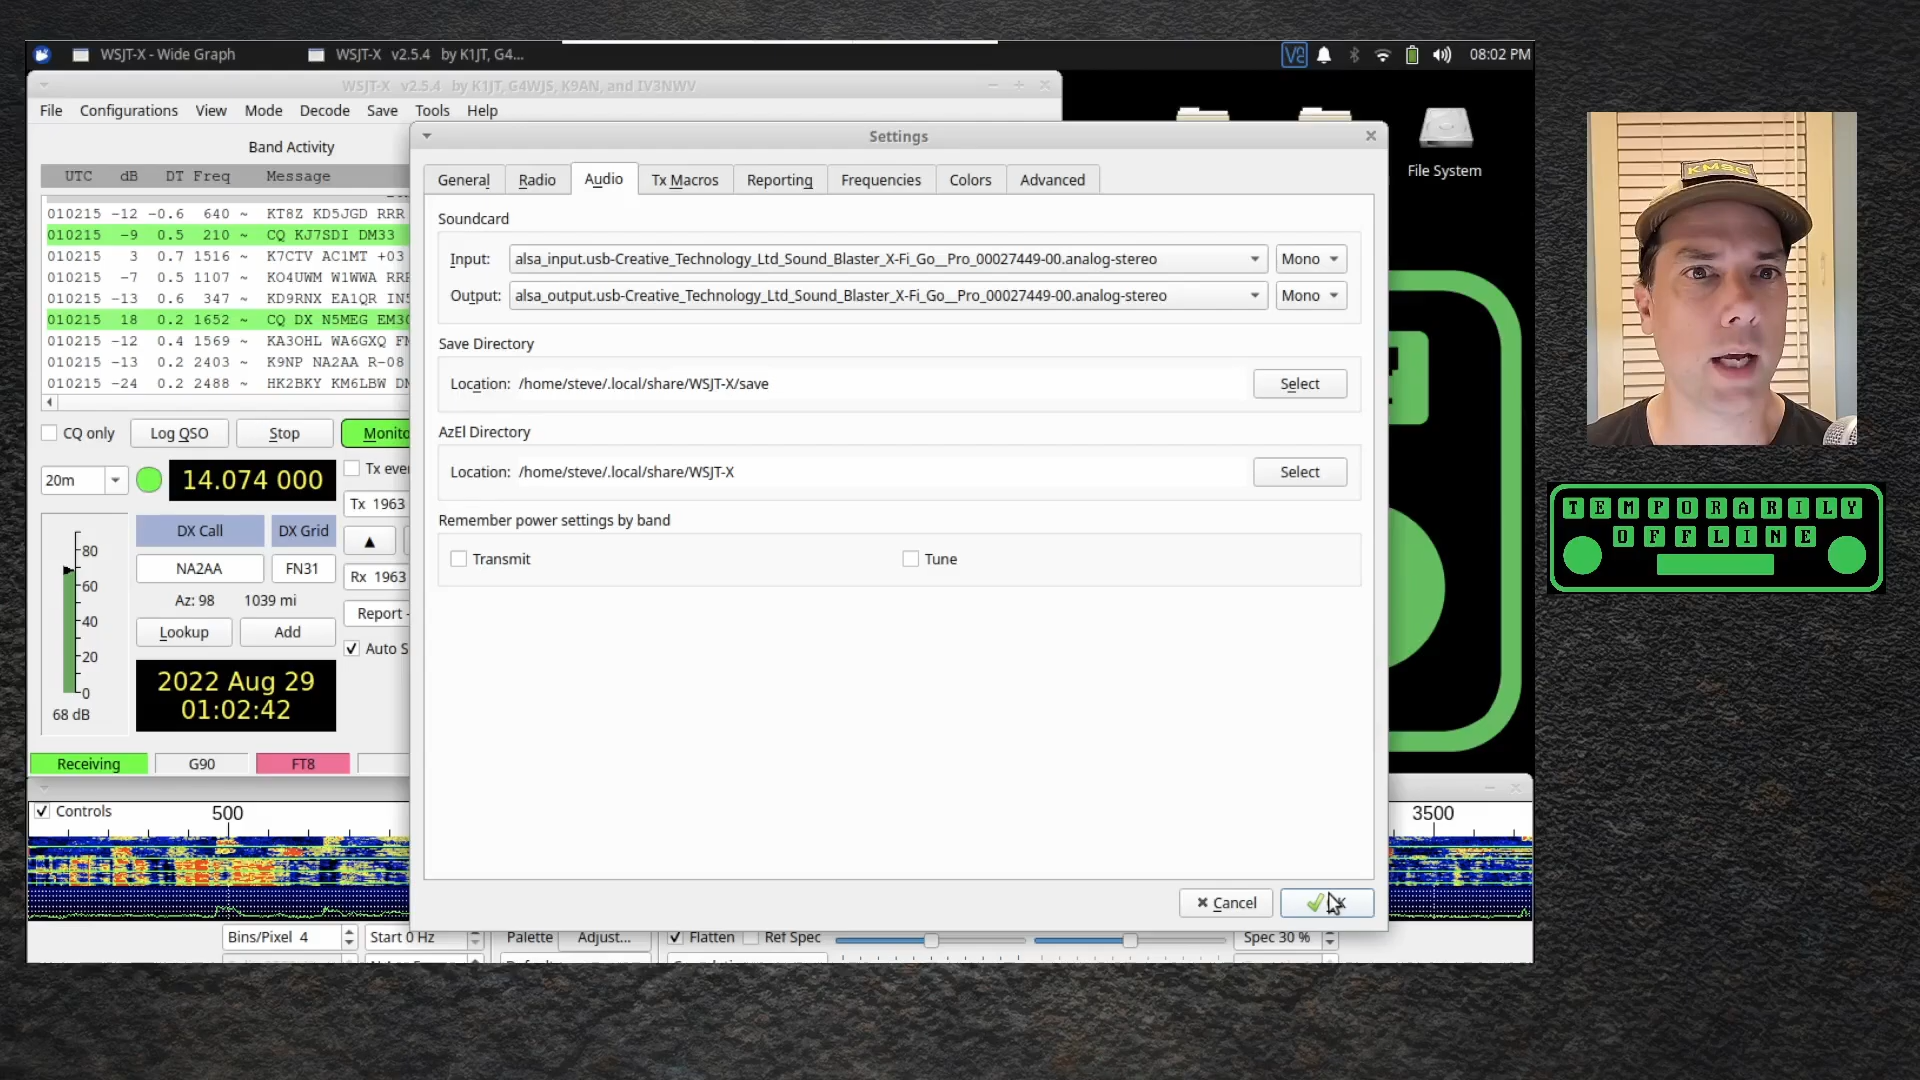 WSJT-X - Wide Graph
WSJT-X v2.5.4 by K1JT, G4...
08:02 PM
WSJT-X v2.5.4 by K1JT, G4WJS, K9AN, and IV3NWV
File Configurations View Mode Decode Save Tools Help
Band Activity
UTC dB DT Freq Message
010215 -12 -0.6 640 ~ KT8Z KD5JGD RRR
010215 -9 0.5 210 ~ CQ KJ7SDI DM33
010215 3 0.7 1516 ~ K7CTV AC1MT +03
010215 -7 0.5 1107 ~ KO4UWM W1WWA RRR
010215 -13 0.6 347 ~ KD9RNX EA1QR IN5
010215 18 0.2 1652 ~ CQ DX N5MEG EM30
010215 -12 0.4 1569 ~ KA3OHL WA6GXQ
010215 -13 0.2 2403 ~ K9NP NA2AA R-08
010215 -24 0.2 2488 ~ HK2BKY KM6LBW
CQ only Log QSO Stop Monito
20m 14.074 000 Tx eve
Tx 1963
DX Call DX Grid
NA2AA FN31
Rx 1963
Az: 98 1039 mi
Report
Lookup Add
Auto S
80
60
40
20
0
68 dB
2022 Aug 29
01:02:42
Receiving G90 FT8
Settings
General Radio Audio Tx Macros Reporting Frequencies Colors Advanced
Soundcard
Input: alsa_input.usb-Creative_Technology_Ltd_Sound_Blaster_X-Fi_Go__Pro_00027449-00.analog-stereo Mono
Output: alsa_output.usb-Creative_Technology_Ltd_Sound_Blaster_X-Fi_Go__Pro_00027449-00.analog-stereo Mono
Save Directory
Location: /home/steve/.local/share/WSJT-X/save Select
AzEl Directory
Location: /home/steve/.local/share/WSJT-X Select
Remember power settings by band
Transmit Tune
Cancel
Controls 500 3500
Bins/Pixel 4 Start 0 Hz Palette Adjust... Flatten Ref Spec Spec 30 %
File System
KM9G
TEMPORARILY
OFFLINE